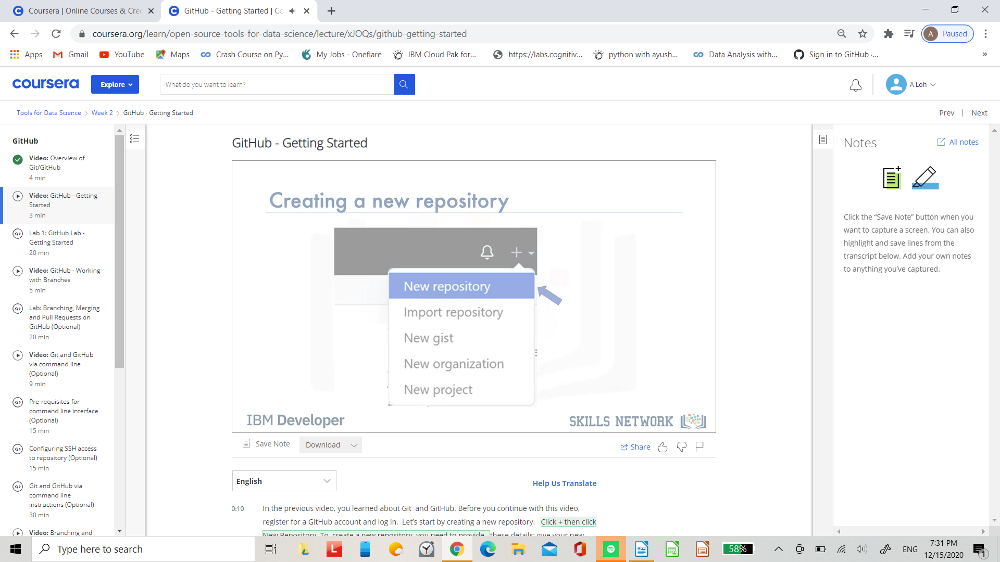 Coursera | Online Courses & Cred
GitHub - Getting Started | Co
coursera.org/learn/open-source-tools-for-data-science/lecture/xJOQs/github-getting-started
A Paused
Apps
Gmail
YouTube
Maps
Crash Course on Py...
My Jobs - Oneflare
IBM Cloud Pak for...
https://labs.cognitiv...
python with ayush...
Data Analysis with...
Sign in to GitHub ·...
»
coursera
Explore
What do you want to learn?
A Loh
Tools for Data Science > Week 2 > GitHub - Getting Started
Prev | Next
GitHub
Video: Overview of
Git/GitHub
4 min
Video: GitHub - Getting
Started
3 min
Lab 1: GitHub Lab -
Getting Started
20 min
Video: GitHub - Working
with Branches
5 min
Lab: Branching, Merging
and Pull Requests on
GitHub (Optional)
20 min
Video: Git and GitHub
via command line
(Optional)
9 min
Pre-requisites for
command line interface
(Optional)
15 min
Configuring SSH access
to repository (Optional)
15 min
Git and GitHub via
command line
instructions (Optional)
30 min
Video: Branching and
GitHub - Getting Started
Creating a new repository
New repository
Import repository
New gist
New organization
New project
IBM Developer
SKILLS NETWORK
Save Note
Download
Share
English
Help Us Translate
0:10
In the previous video, you learned about Git and GitHub. Before you continue with this video,
register for a GitHub account and log in. Let's start by creating a new repository. Click + then click
New Repository. To create a new repository, you need to provide these details: give your new
Notes
All notes
Click the “Save Note” button when you
want to capture a screen. You can also
highlight and save lines from the
transcript below. Add your own notes
to anything you’ve captured.
Type here to search
58%
ENG
7:31 PM
12/15/2020
1